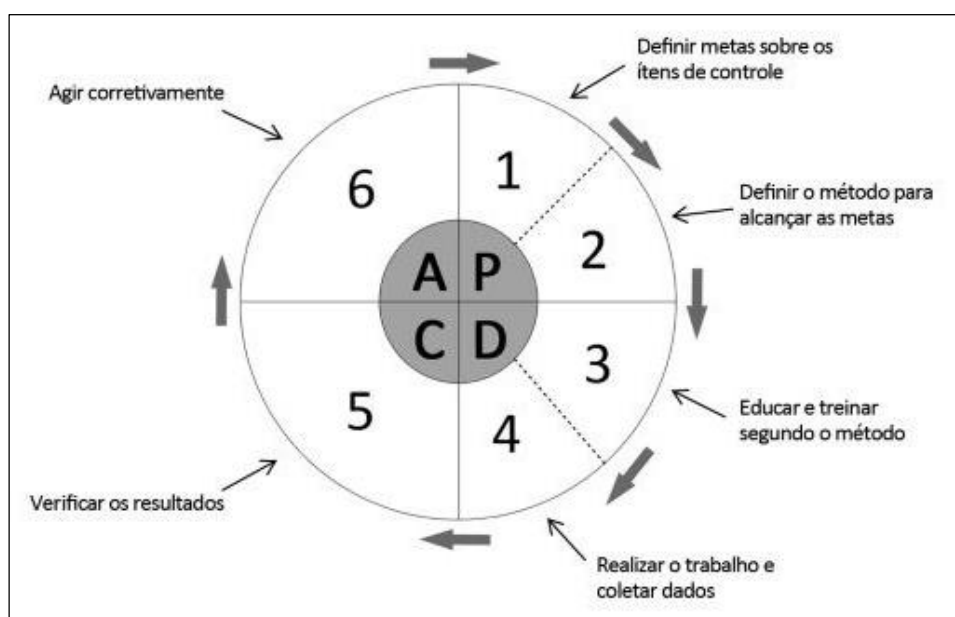 Definir metas sobre os
ítens de controle
Agir corretivamente
1
6
Definir o método para
alcançar as metas
2
A P
C D
3
5
4
Educar e treinar
segundo o método
Verificar os resultados
Realizar o trabalho e
coletar dados